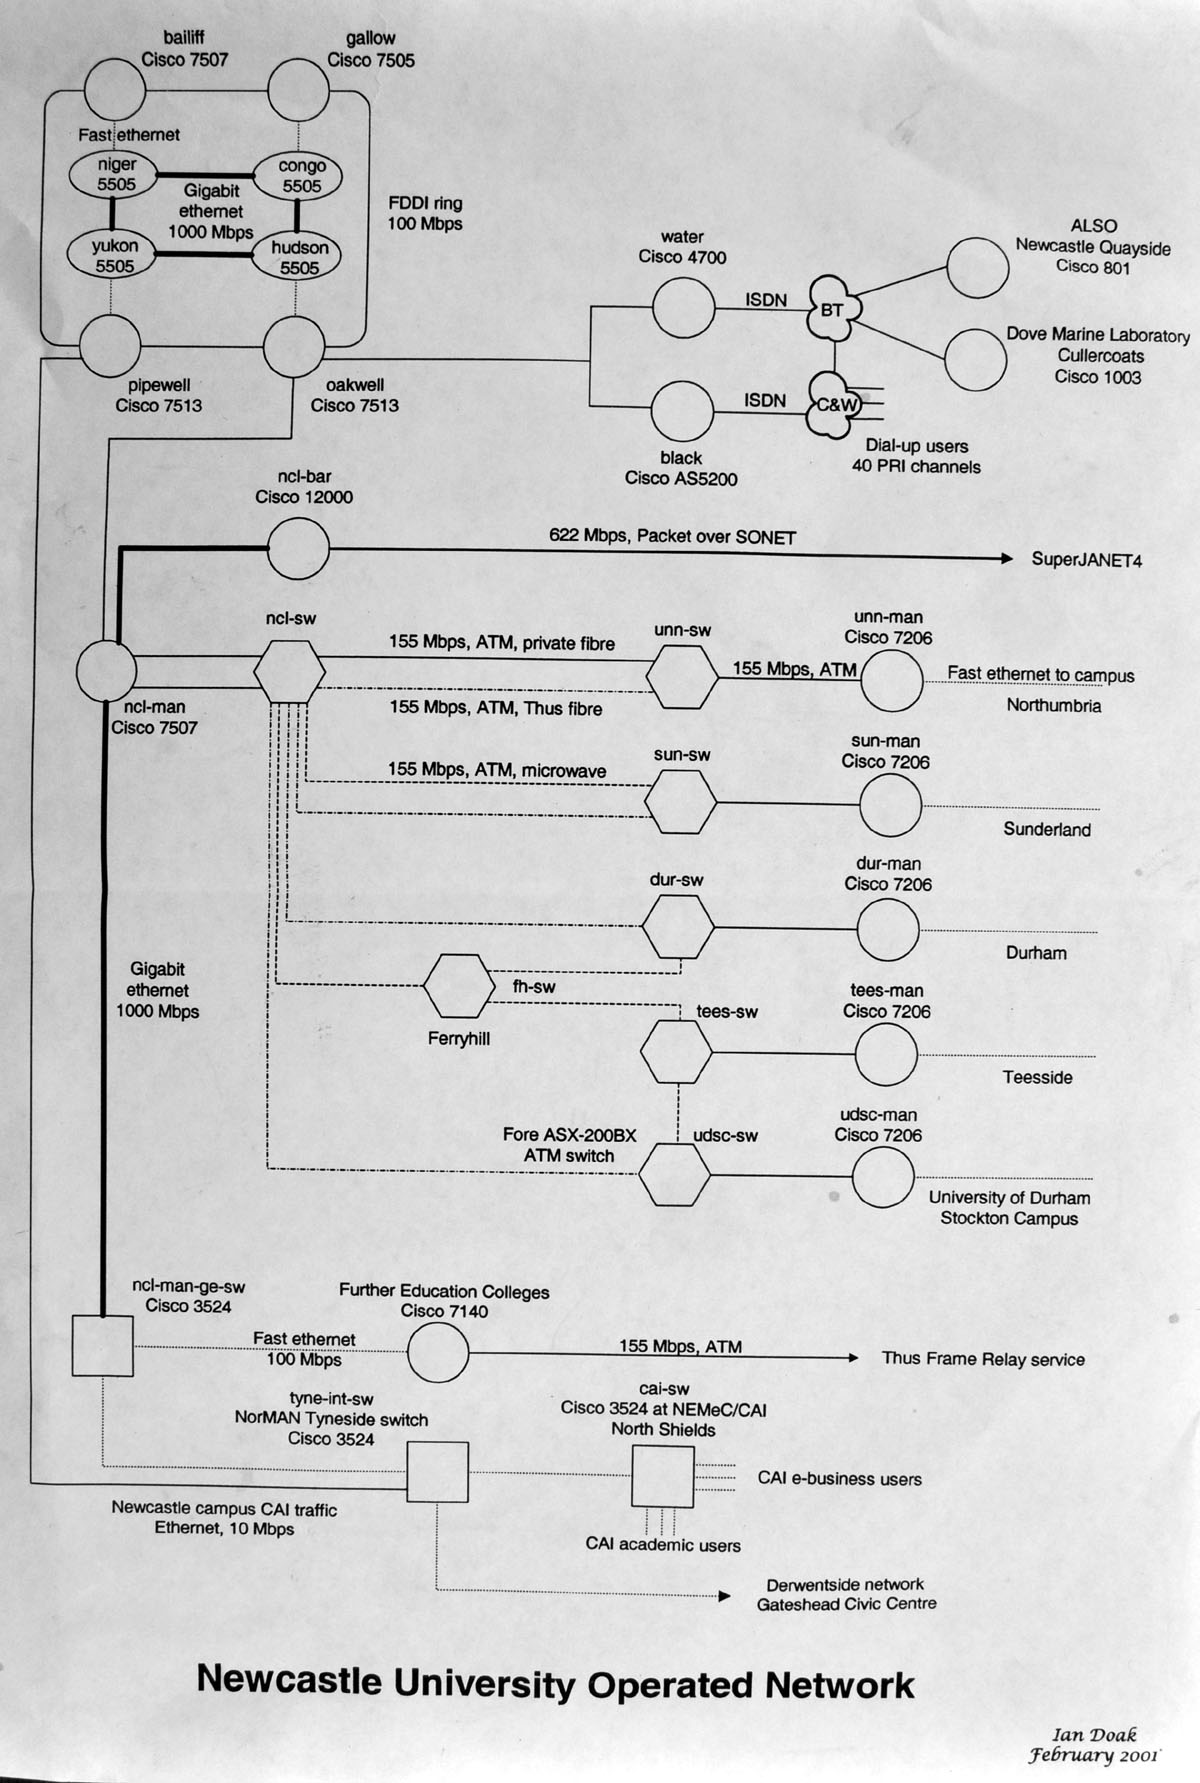 bailiff
Cisco 7507
gallow
Cisco 7505
Fast ethernet
niger
5505
congo
5505
Gigabit
ethernet
1000 Mbps
yukon
5505
hudson
5505
FDDI ring
100 Mbps
pipewell
Cisco 7513
oakwell
Cisco 7513
water
Cisco 4700
ISDN
BT
ALSO
Newcastle Quayside
Cisco 801
Dove Marine Laboratory
Cullercoats
Cisco 1003
ISDN
C&W
black
Cisco AS5200
Dial-up users
40 PRI channels
ncl-bar
Cisco 12000
622 Mbps, Packet over SONET
SuperJANET4
ncl-sw
ncl-man
Cisco 7507
155 Mbps, ATM, private fibre
155 Mbps, ATM, Thus fibre
unn-sw
155 Mbps, ATM
unn-man
Cisco 7206
Fast ethernet to campus
Northumbria
155 Mbps, ATM, microwave
sun-sw
sun-man
Cisco 7206
Sunderland
dur-sw
dur-man
Cisco 7206
Durham
Gigabit
ethernet
1000 Mbps
fh-sw
Ferryhill
tees-sw
tees-man
Cisco 7206
Teesside
Fore ASX-200BX
ATM switch
udsc-sw
udsc-man
Cisco 7206
University of Durham
Stockton Campus
ncl-man-ge-sw
Cisco 3524
Fast ethernet
100 Mbps
Further Education Colleges
Cisco 7140
155 Mbps, ATM
Thus Frame Relay service
tyne-int-sw
NorMAN Tyneside switch
Cisco 3524
cai-sw
Cisco 3524 at NEMeC/CAI
North Shields
CAI e-business users
CAI academic users
Newcastle campus CAI traffic
Ethernet, 10 Mbps
Derwentside network
Gateshead Civic Centre
Newcastle University Operated Network
Ian Doak
February 2001